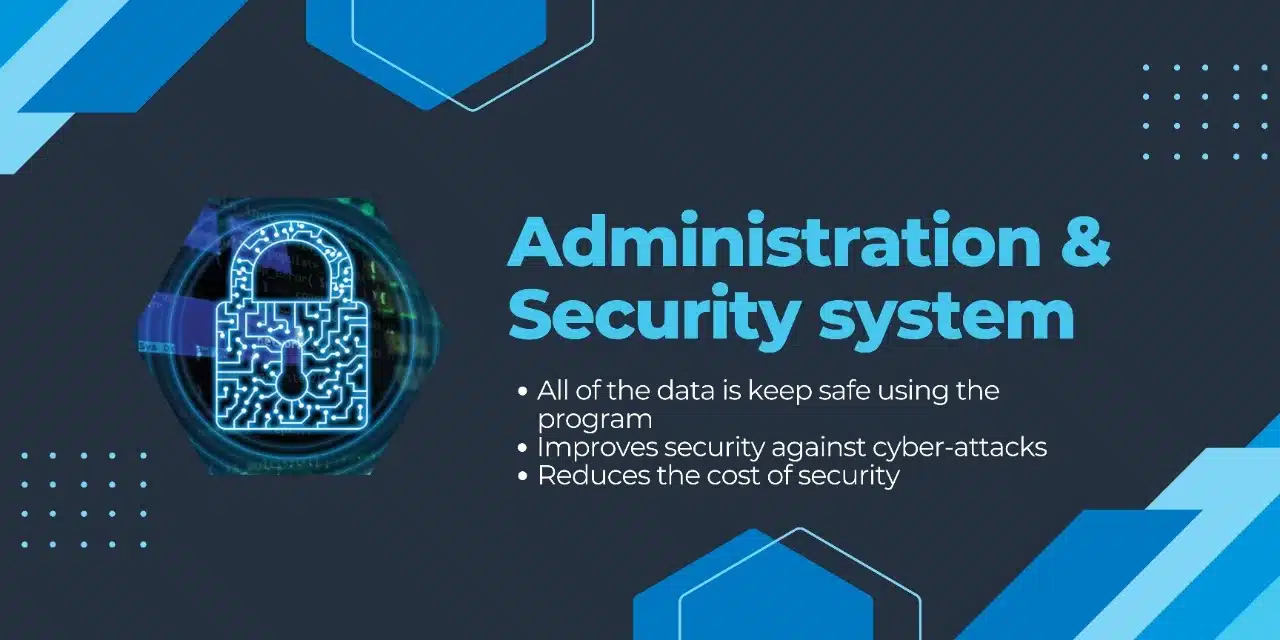 Administration &
Security system
• All of the data is keep safe using the
program
• Improves security against cyber-attacks
• Reduces the cost of security